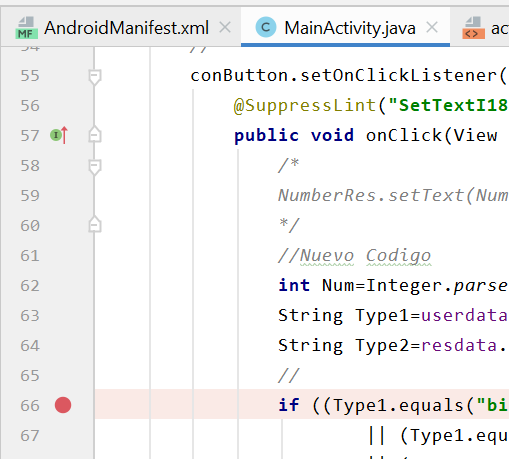 MF AndroidManifest.xml × C MainActivity.java × <> ac
54 //
55 conButton.setOnClickListener(
56 @SuppressLint("SetTextI18
57 I public void onClick(View
58 /*
59 NumberRes.setText(Num
60 */
61 //Nuevo Codigo
62 int Num=Integer.parse
63 String Type1=userdata
64 String Type2=resdata.
65 //
66 if ((Type1.equals("bi
67 || (Type1.equ